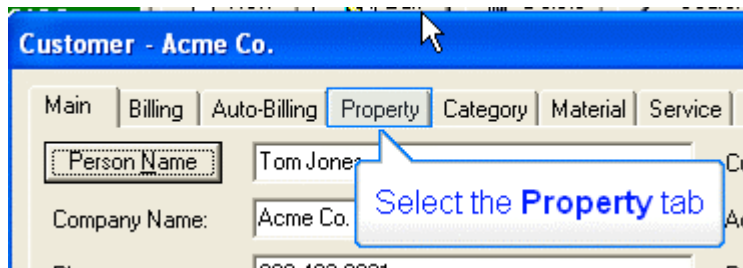 Customer - Acme Co.
Main Billing Auto-Billing Property Category Material Service
Person Name Tom Jones
Select the Property tab
Company Name: Acme Co.